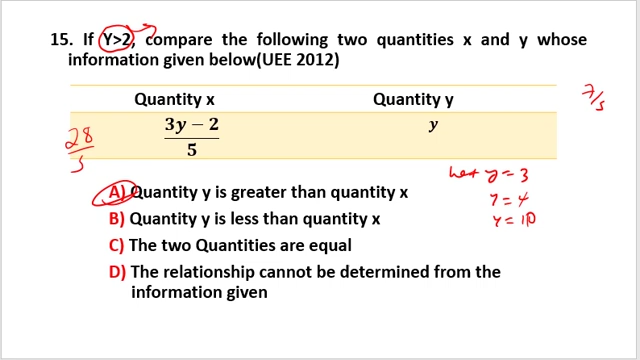 15. If Y>2, compare the following two quantities x and y whose
information given below(UEE 2012)
Quantity x Quantity y
7/5
(3y − 2)/5 y
28/5
A) Quantity y is greater than quantity x
B) Quantity y is less than quantity x
C) The two Quantities are equal
D) The relationship cannot be determined from the
information given
let y = 3
y = 4
y = 10